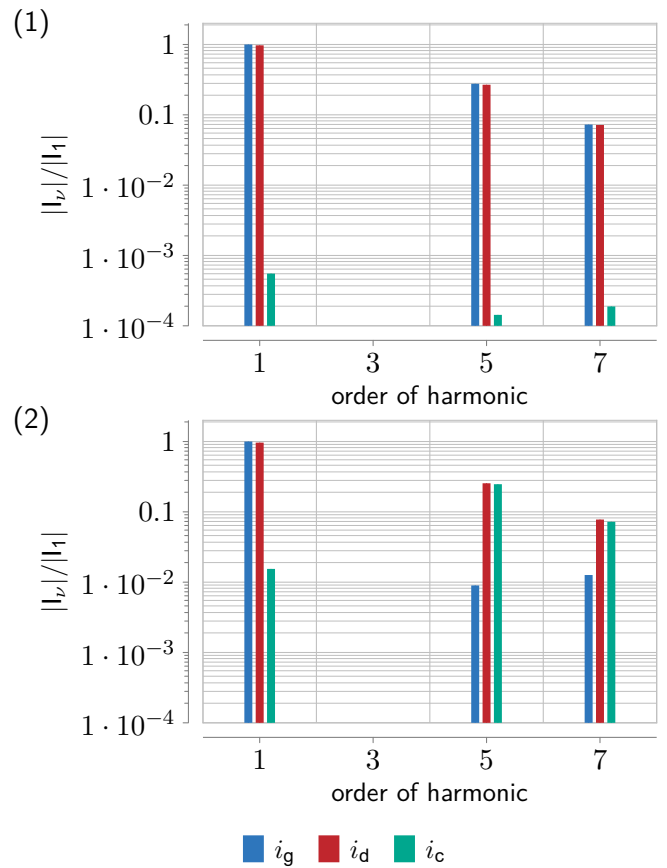 (1)
|I_ν|/|I_1|
1
0.1
1 · 10^−2
1 · 10^−3
1 · 10^−4
1 3 5 7
order of harmonic
(2)
|I_ν|/|I_1|
1
0.1
1 · 10^−2
1 · 10^−3
1 · 10^−4
1 3 5 7
order of harmonic
i_g i_d i_c